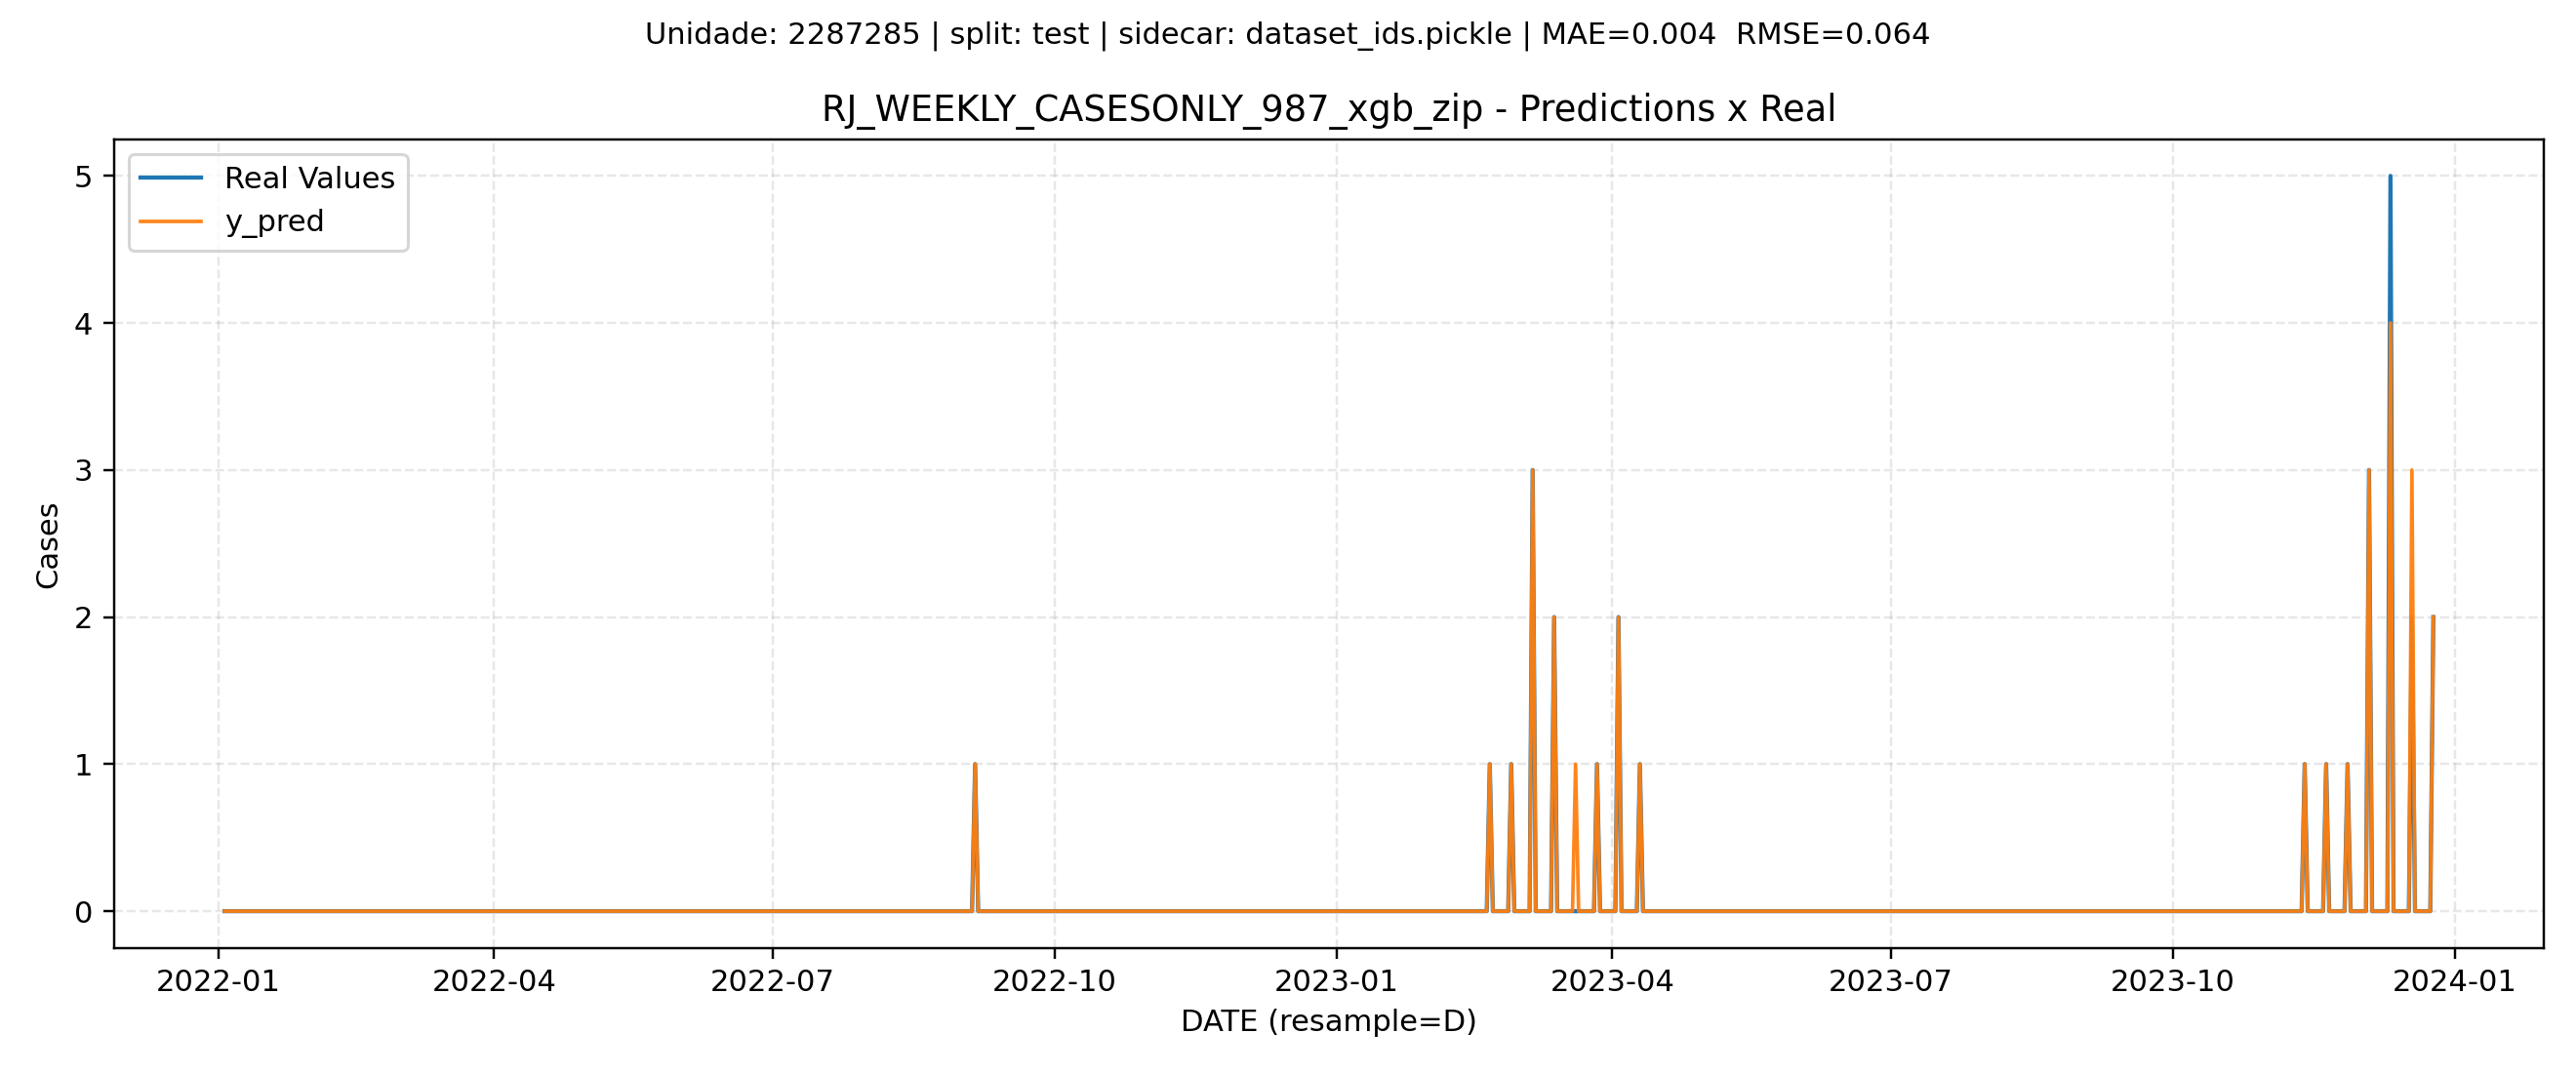 Unidade: 2287285 | split: test | sidecar: dataset_ids.pickle | MAE=0.004  RMSE=0.064
RJ_WEEKLY_CASESONLY_987_xgb_zip - Predictions x Real
Real Values
y_pred
5
4
3
2
1
0
Cases
2022-01
2022-04
2022-07
2022-10
2023-01
2023-04
2023-07
2023-10
2024-01
DATE (resample=D)